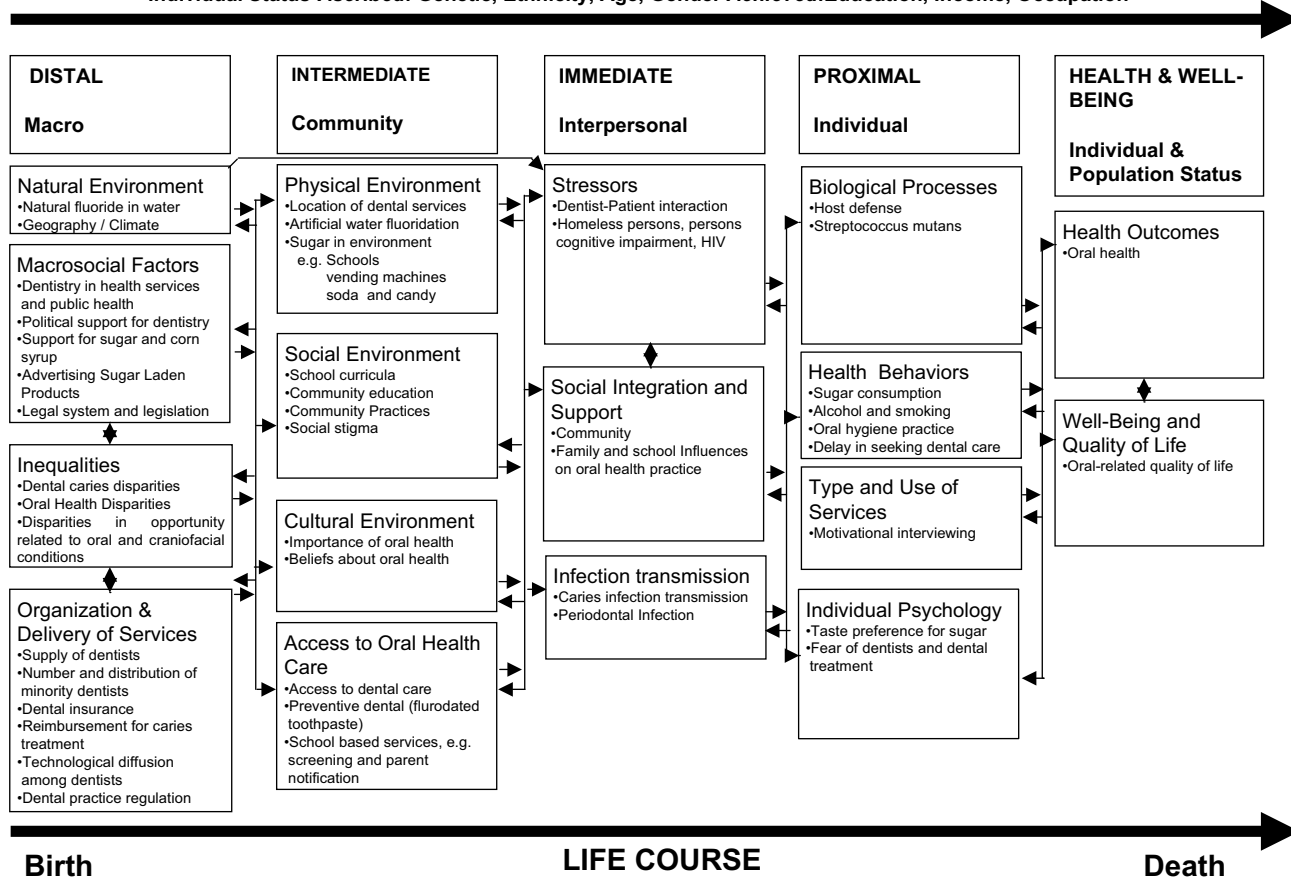 DISTAL
Macro
INTERMEDIATE
Community
IMMEDIATE
Interpersonal
PROXIMAL
Individual
HEALTH & WELL-
BEING
Individual &
Population Status
Natural Environment
•Natural fluoride in water
•Geography / Climate
Macrosocial Factors
•Dentistry in health services
and public health
•Political support for dentistry
•Support for sugar and corn
syrup
•Advertising Sugar Laden
Products
•Legal system and legislation
Inequalities
•Dental caries disparities
•Oral Health Disparities
•Disparities in opportunity
related to oral and craniofacial
conditions
Organization &
Delivery of Services
•Supply of dentists
•Number and distribution of
minority dentists
•Dental insurance
•Reimbursement for caries
treatment
•Technological diffusion
among dentists
•Dental practice regulation
Physical Environment
•Location of dental services
•Artificial water fluoridation
•Sugar in environment
e.g. Schools
vending machines
soda and candy
Social Environment
•School curricula
•Community education
•Community Practices
•Social stigma
Cultural Environment
•Importance of oral health
•Beliefs about oral health
Access to Oral Health
Care
•Access to dental care
•Preventive dental (flurodated
toothpaste)
•School based services, e.g.
screening and parent
notification
Stressors
•Dentist-Patient interaction
•Homeless persons, persons
cognitive impairment, HIV
Social Integration and
Support
•Community
•Family and school Influences
on oral health practice
Infection transmission
•Caries infection transmission
•Periodontal Infection
Biological Processes
•Host defense
•Streptococcus mutans
Health Behaviors
•Sugar consumption
•Alcohol and smoking
•Oral hygiene practice
•Delay in seeking dental care
Type and Use of
Services
•Motivational interviewing
Individual Psychology
•Taste preference for sugar
•Fear of dentists and dental
treatment
Health Outcomes
•Oral health
Well-Being and
Quality of Life
•Oral-related quality of life
Birth
LIFE COURSE
Death